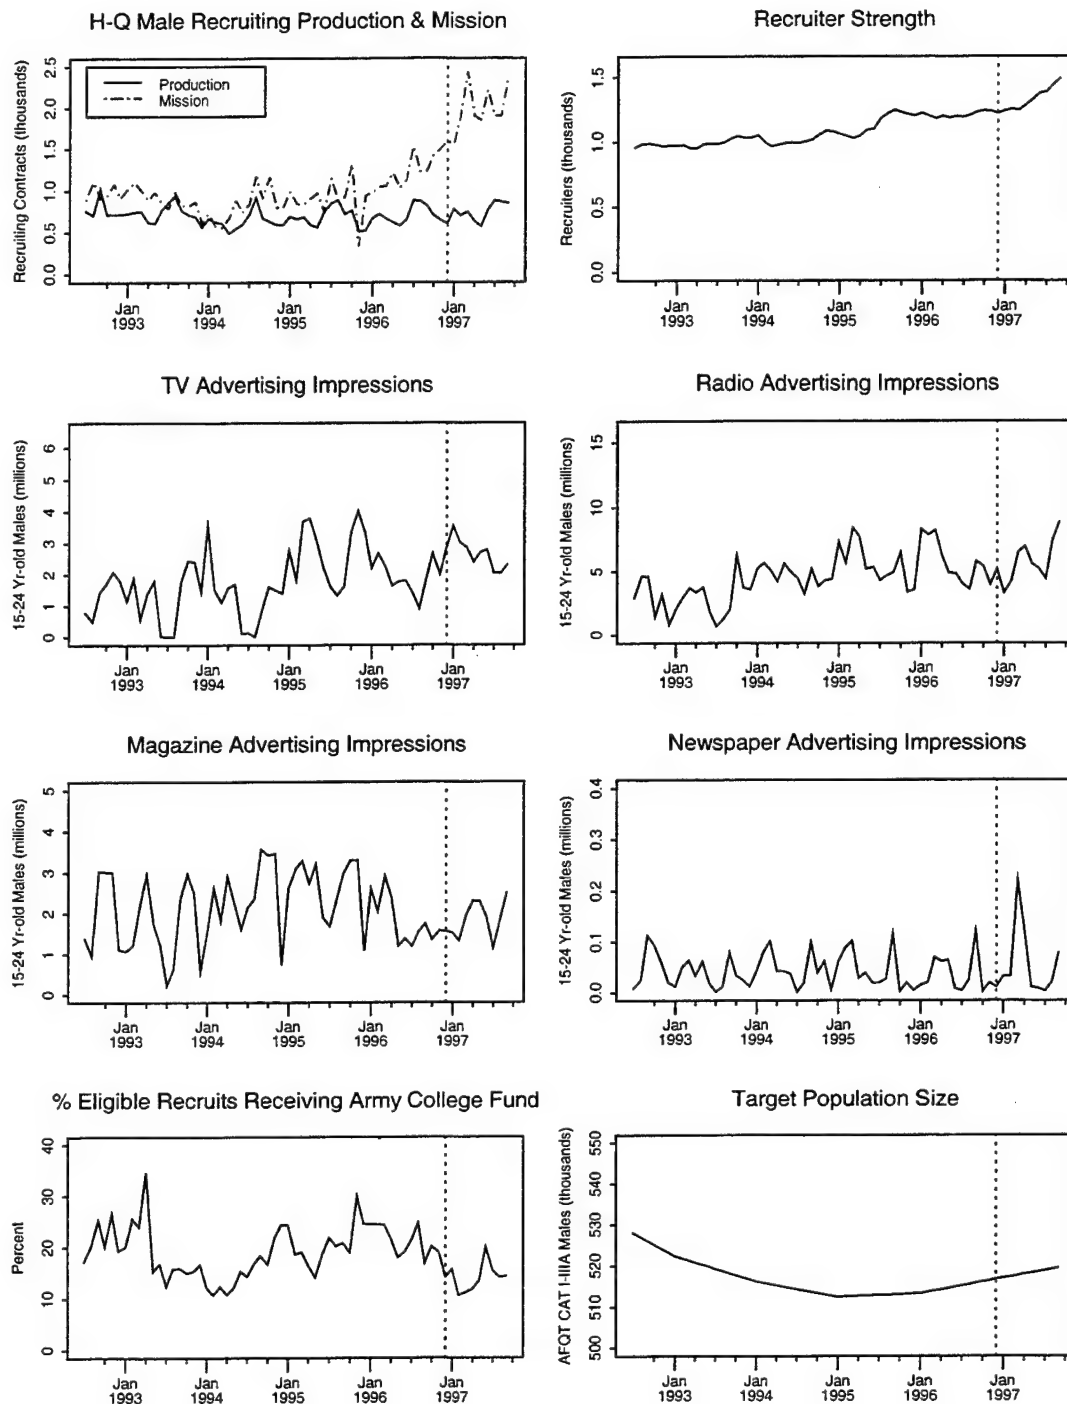 H-Q Male Recruiting Production & Mission
Recruiting Contracts (thousands)
2.5
2.0
1.5
1.0
0.5
0.0
Production
Mission
Jan 1993
Jan 1994
Jan 1995
Jan 1996
Jan 1997
Recruiter Strength
Recruiters (thousands)
1.5
1.0
0.5
0.0
Jan 1993
Jan 1994
Jan 1995
Jan 1996
Jan 1997
TV Advertising Impressions
15-24 Yr-old Males (millions)
6
5
4
3
2
1
0
Jan 1993
Jan 1994
Jan 1995
Jan 1996
Jan 1997
Radio Advertising Impressions
15-24 Yr-old Males (millions)
15
10
5
0
Jan 1993
Jan 1994
Jan 1995
Jan 1996
Jan 1997
Magazine Advertising Impressions
15-24 Yr-old Males (millions)
5
4
3
2
1
0
Jan 1993
Jan 1994
Jan 1995
Jan 1996
Jan 1997
Newspaper Advertising Impressions
15-24 Yr-old Males (millions)
0.4
0.3
0.2
0.1
0.0
Jan 1993
Jan 1994
Jan 1995
Jan 1996
Jan 1997
% Eligible Recruits Receiving Army College Fund
Percent
40
30
20
10
0
Jan 1993
Jan 1994
Jan 1995
Jan 1996
Jan 1997
Target Population Size
AFQT CAT 1-IIIA Males (thousands)
550
540
530
520
510
500
Jan 1993
Jan 1994
Jan 1995
Jan 1996
Jan 1997